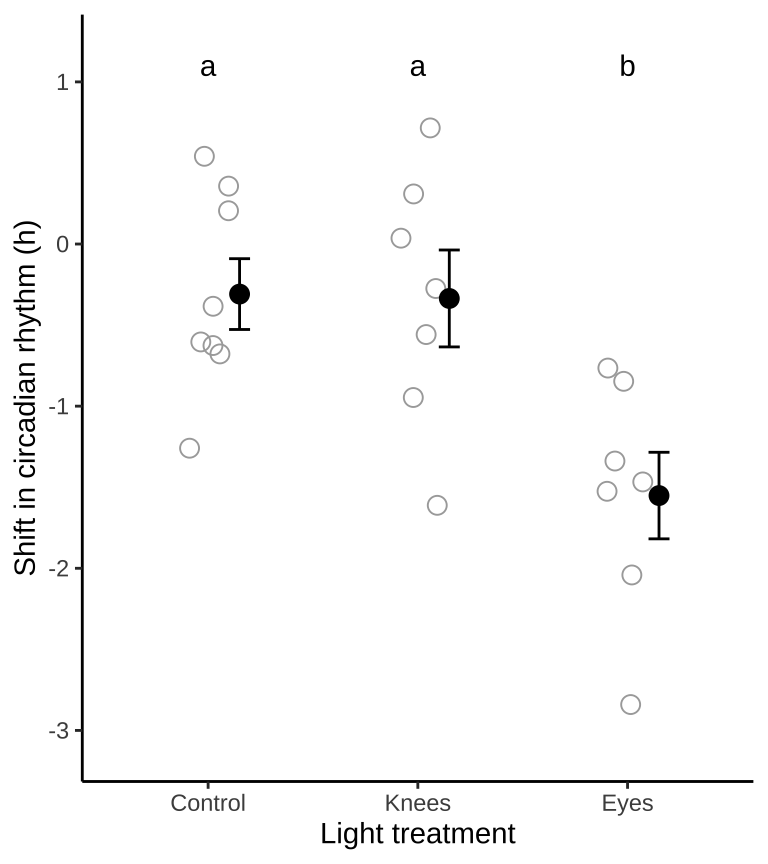 a a b
1
0
-1
-2
-3
Shift in circadian rhythm (h)
Control Knees Eyes
Light treatment